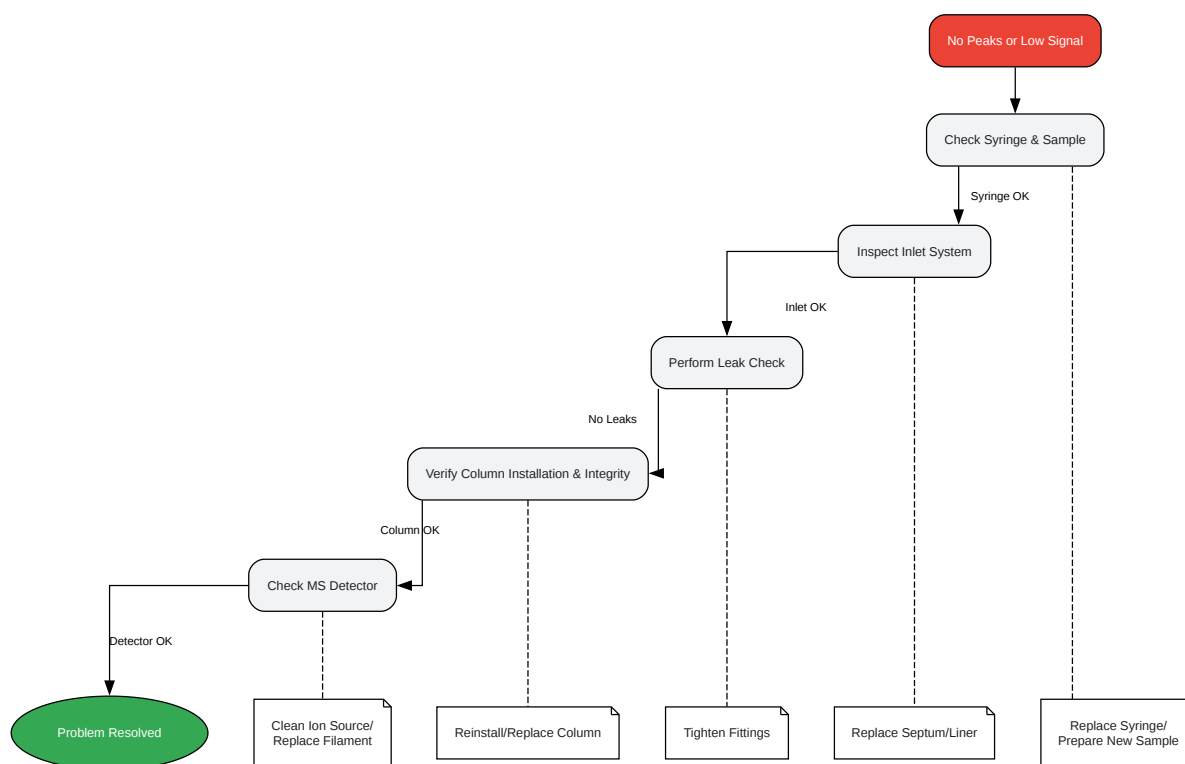 No Peaks or Low Signal
Check Syringe & Sample
Syringe OK
Inspect Inlet System
Inlet OK
Perform Leak Check
No Leaks
Verify Column Installation & Integrity
Column OK
Check MS Detector
Detector OK
Problem Resolved
Clean Ion Source/
Replace Filament
Reinstall/Replace Column
Tighten Fittings
Replace Septum/Liner
Replace Syringe/
Prepare New Sample